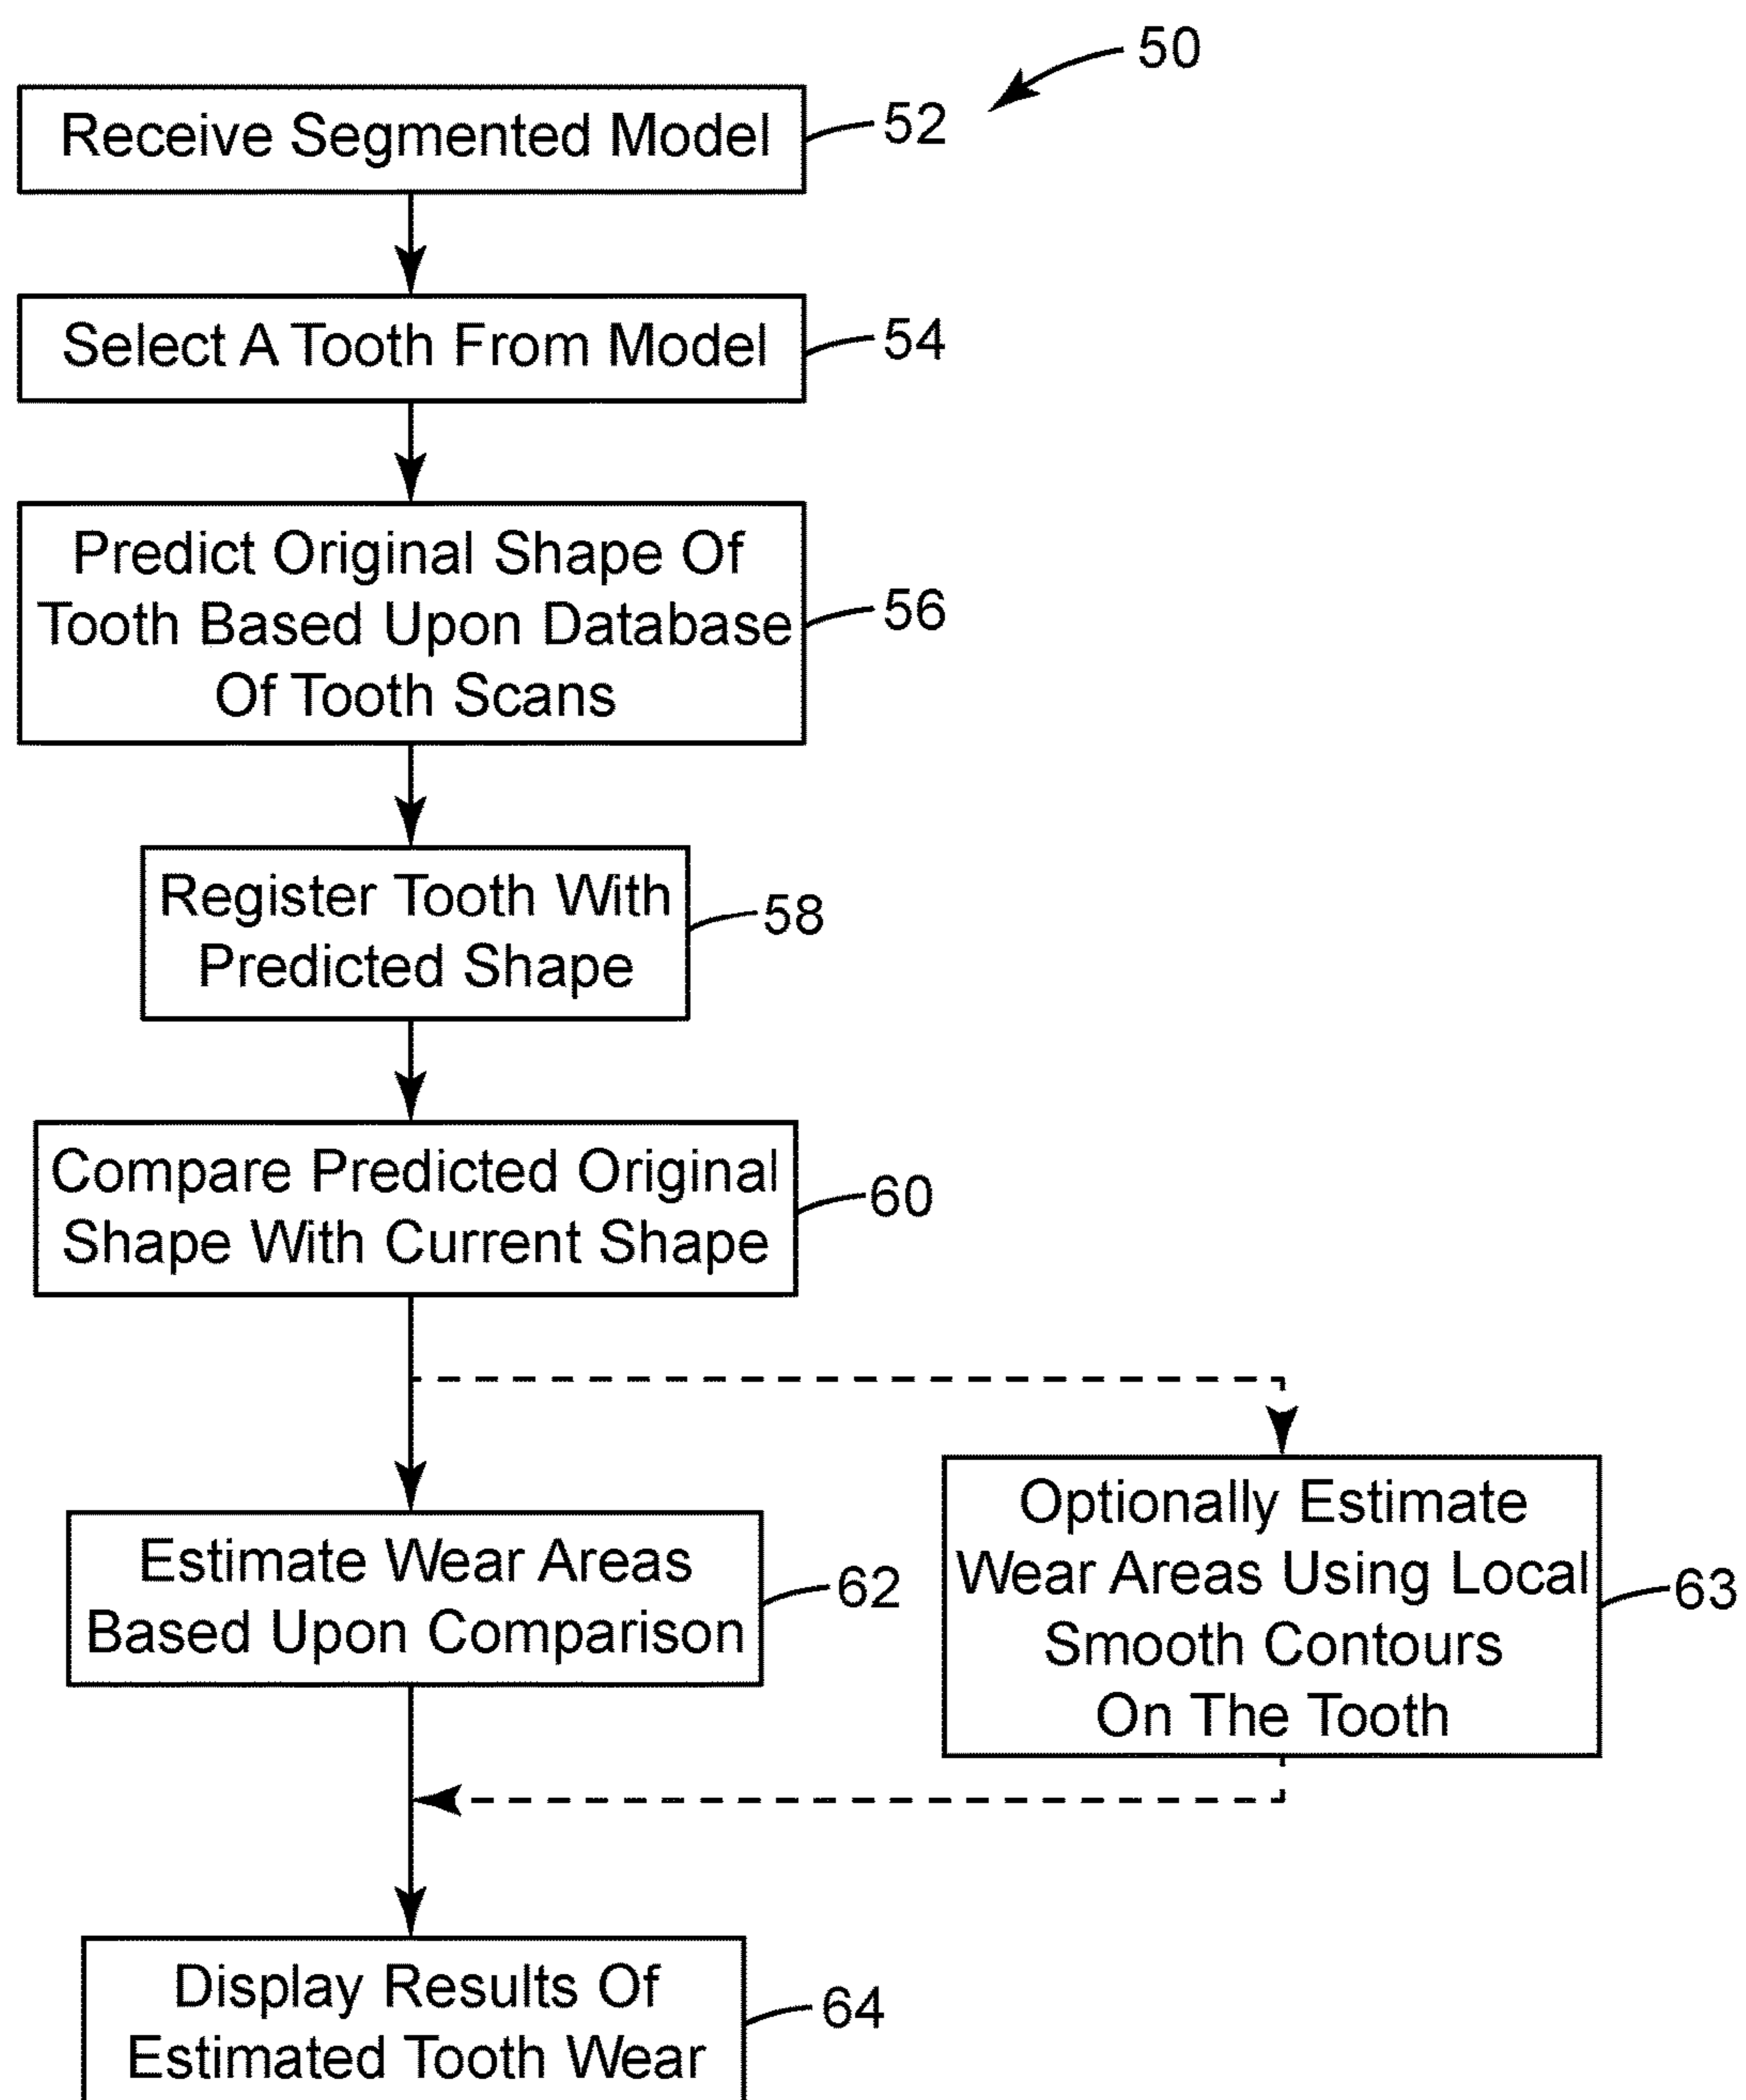 50
Receive Segmented Model
52
Select A Tooth From Model
54
Predict Original Shape Of
Tooth Based Upon Database
Of Tooth Scans
56
Register Tooth With
Predicted Shape
58
Compare Predicted Original
Shape With Current Shape
60
Estimate Wear Areas
Based Upon Comparison
62
Optionally Estimate
Wear Areas Using Local
Smooth Contours
On The Tooth
63
Display Results Of
Estimated Tooth Wear
64